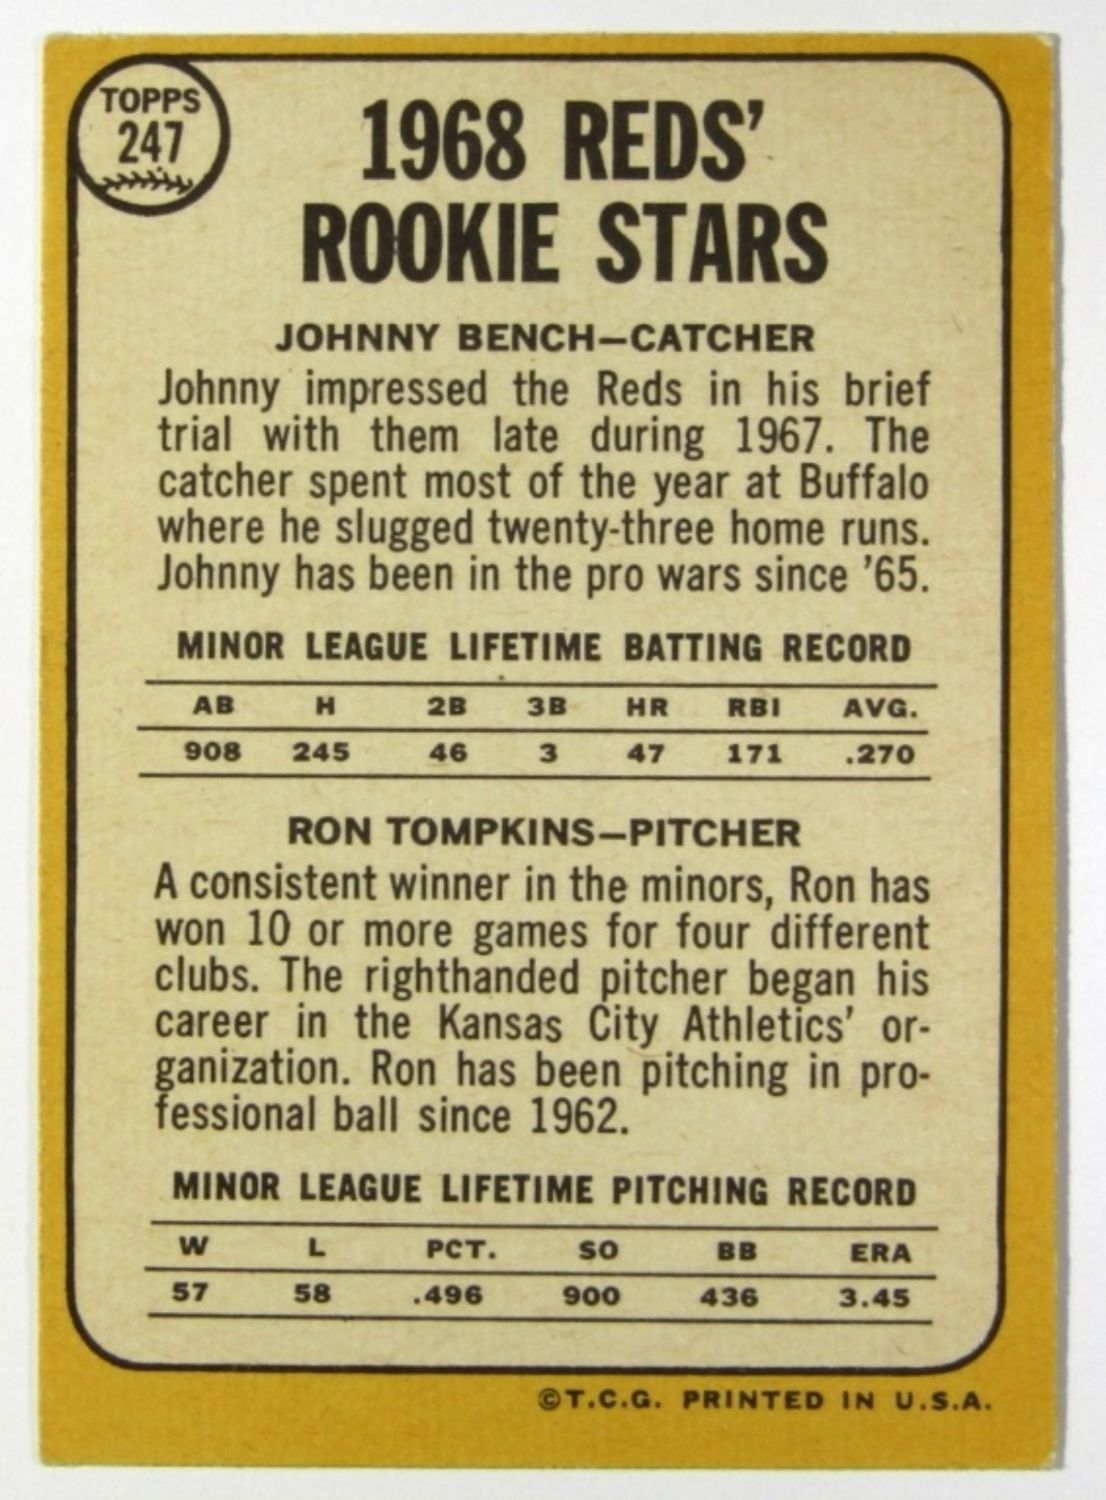 TOPPS
247
1968 REDS'
ROOKIE STARS
JOHNNY BENCH—CATCHER
Johnny impressed the Reds in his brief
trial with them late during 1967. The
catcher spent most of the year at Buffalo
where he slugged twenty-three home runs.
Johnny has been in the pro wars since '65.
MINOR LEAGUE LIFETIME BATTING RECORD
AB H 2B 3B HR RBI AVG.
908 245 46 3 47 171 .270
RON TOMPKINS—PITCHER
A consistent winner in the minors, Ron has
won 10 or more games for four different
clubs. The righthanded pitcher began his
career in the Kansas City Athletics' or-
ganization. Ron has been pitching in pro-
fessional ball since 1962.
MINOR LEAGUE LIFETIME PITCHING RECORD
W L PCT. SO BB ERA
57 58 .496 900 436 3.45
©T.C.G. PRINTED IN U.S.A.